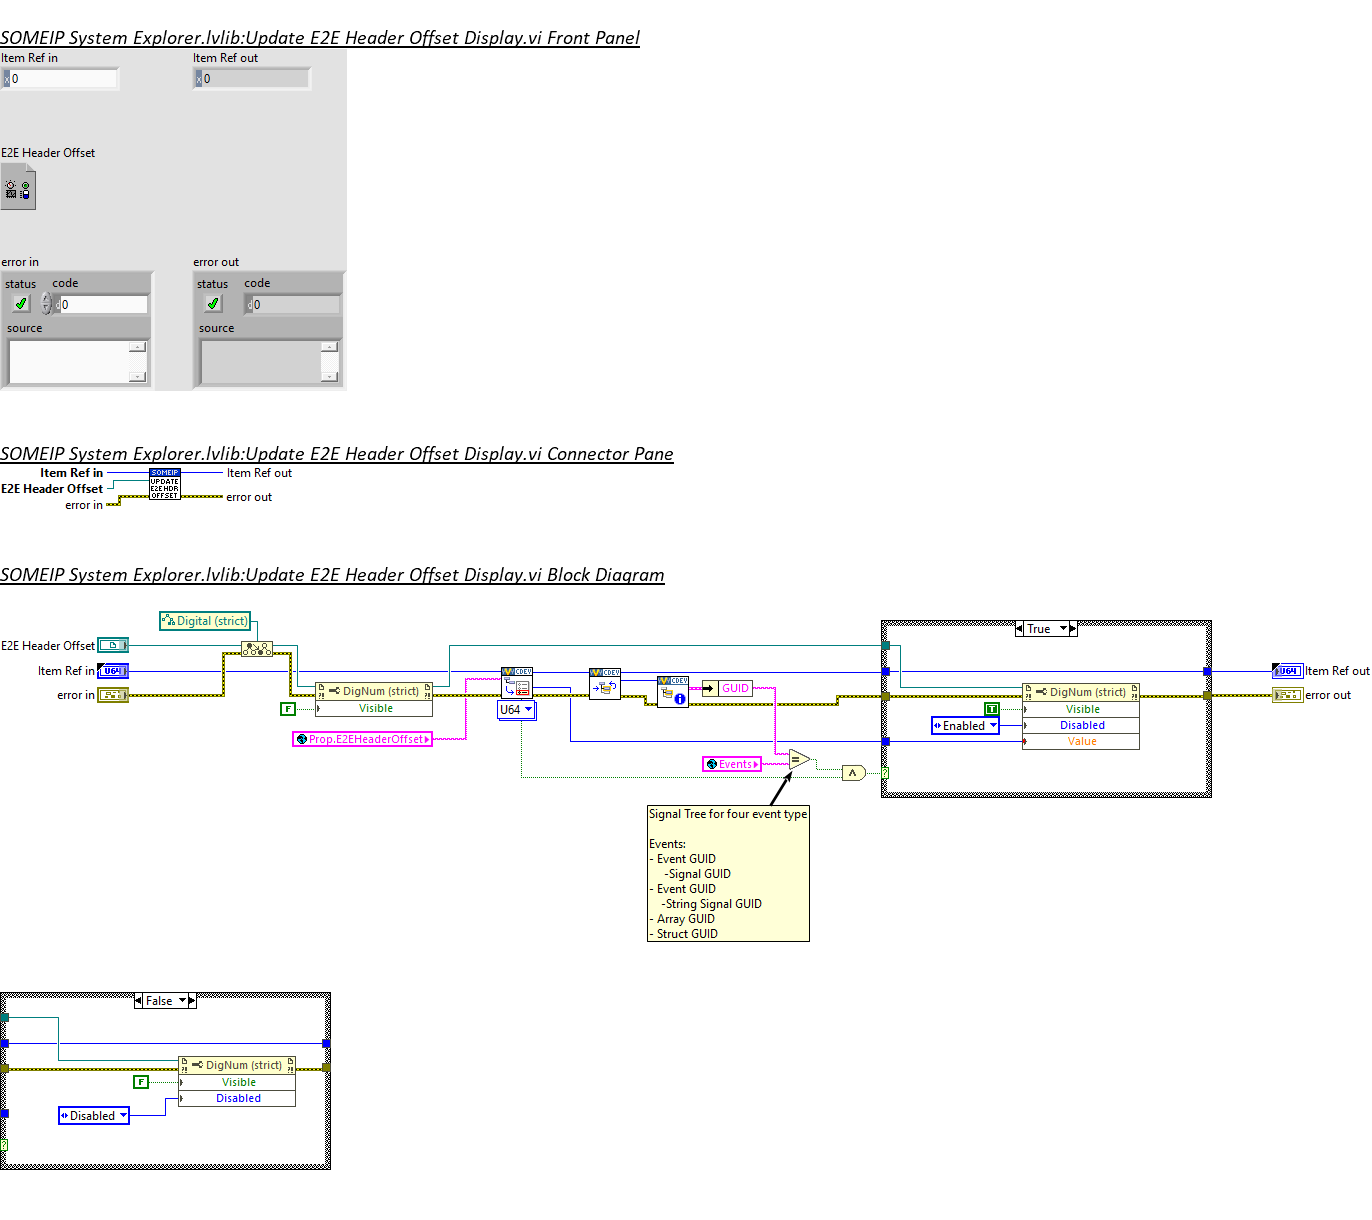 SOMEIP System Explorer.lvlib:Update E2E Header Offset Display.vi Front Panel
Item Ref in
Item Ref out
x 0
x 0
E2E Header Offset
error in
error out
status code
status code
d 0
d 0
source
source
SOMEIP System Explorer.lvlib:Update E2E Header Offset Display.vi Connector Pane
Item Ref in
SOMEIP
Item Ref out
E2E Header Offset
UPDATE
E2E HDR
OFFSET
error in
error out
SOMEIP System Explorer.lvlib:Update E2E Header Offset Display.vi Block Diagram
Digital (strict)
True
E2E Header Offset
Item Ref in
U64
error in
DigNum (strict)
F
Visible
CDEV
U64
Prop.E2EHeaderOffset
CDEV
CDEV
GUID
Events
=
Λ
?
DigNum (strict)
T
Visible
Enabled
Disabled
Value
U64
Item Ref out
error out
Signal Tree for four event type
Events:
- Event GUID
-Signal GUID
- Event GUID
-String Signal GUID
- Array GUID
- Struct GUID
False
DigNum (strict)
F
Visible
Disabled
Disabled
?